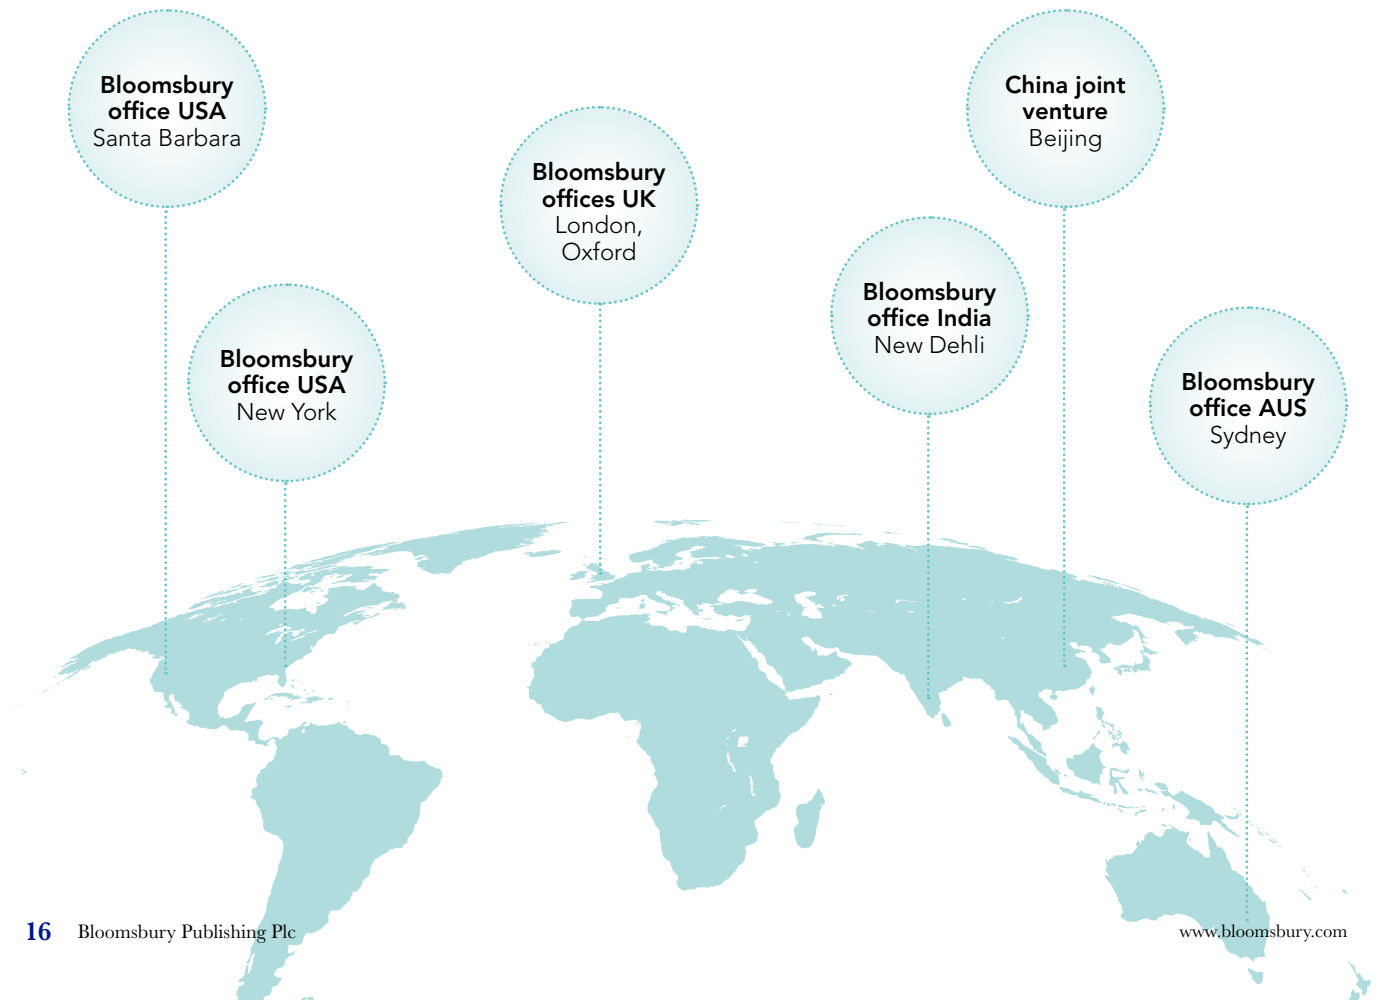 Bloomsbury
office USA
Santa Barbara
Bloomsbury
office USA
New York
Bloomsbury
offices UK
London,
Oxford
Bloomsbury
office India
New Dehli
China joint
venture
Beijing
Bloomsbury
office AUS
Sydney
16 Bloomsbury Publishing Plc
www.bloomsbury.com